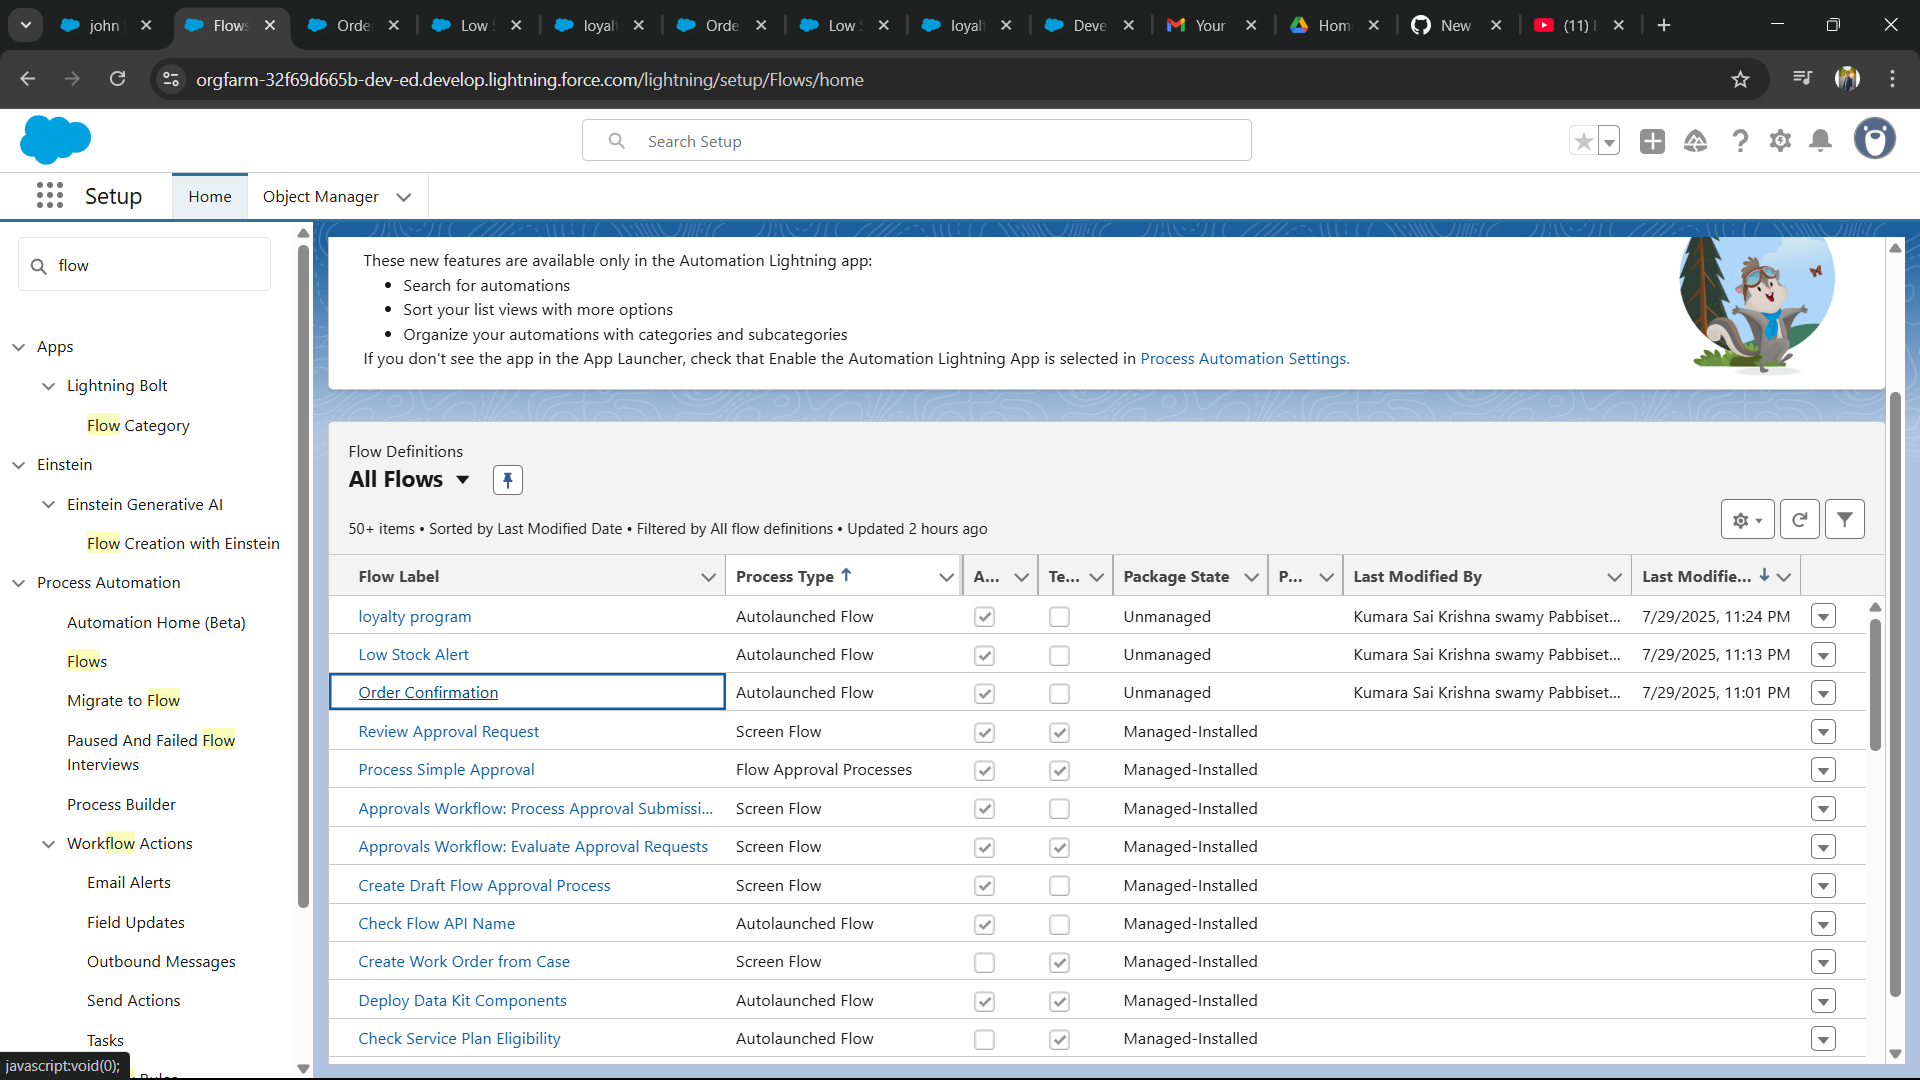 john
Flows
Orde
Low S
loyalt
Orde
Low S
loyalt
Deve
Your
Hom
New
(11)
orgfarm-32f69d665b-dev-ed.develop.lightning.force.com/lightning/setup/Flows/home
Search Setup
Setup
Home
Object Manager
flow
Apps
Lightning Bolt
Flow Category
Einstein
Einstein Generative AI
Flow Creation with Einstein
Process Automation
Automation Home (Beta)
Flows
Migrate to Flow
Paused And Failed Flow
Interviews
Process Builder
Workflow Actions
Email Alerts
Field Updates
Outbound Messages
Send Actions
Tasks
Rules
javascript:void(0);
These new features are available only in the Automation Lightning app:
• Search for automations
• Sort your list views with more options
• Organize your automations with categories and subcategories
If you don't see the app in the App Launcher, check that Enable the Automation Lightning App is selected in Process Automation Settings.
Flow Definitions
All Flows
50+ items • Sorted by Last Modified Date • Filtered by All flow definitions • Updated 2 hours ago
Flow Label Process Type A... Te... Package State P... Last Modified By Last Modifie...
loyalty program Autolaunched Flow Unmanaged Kumara Sai Krishna swamy Pabbiset... 7/29/2025, 11:24 PM
Low Stock Alert Autolaunched Flow Unmanaged Kumara Sai Krishna swamy Pabbiset... 7/29/2025, 11:13 PM
Order Confirmation Autolaunched Flow Unmanaged Kumara Sai Krishna swamy Pabbiset... 7/29/2025, 11:01 PM
Review Approval Request Screen Flow Managed-Installed
Process Simple Approval Flow Approval Processes Managed-Installed
Approvals Workflow: Process Approval Submissi... Screen Flow Managed-Installed
Approvals Workflow: Evaluate Approval Requests Screen Flow Managed-Installed
Create Draft Flow Approval Process Screen Flow Managed-Installed
Check Flow API Name Autolaunched Flow Managed-Installed
Create Work Order from Case Screen Flow Managed-Installed
Deploy Data Kit Components Autolaunched Flow Managed-Installed
Check Service Plan Eligibility Autolaunched Flow Managed-Installed